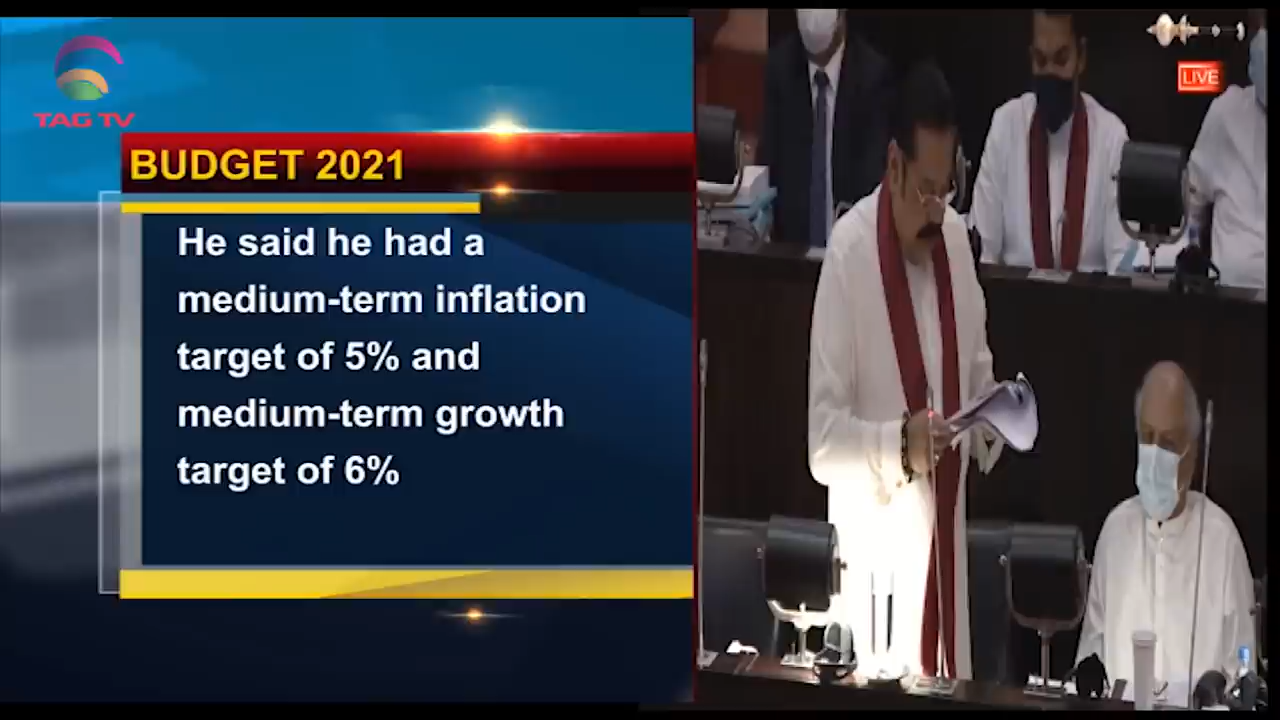 TAG TV
BUDGET 2021
He said he had a
medium-term inflation
target of 5% and
medium-term growth
target of 6%
LIVE